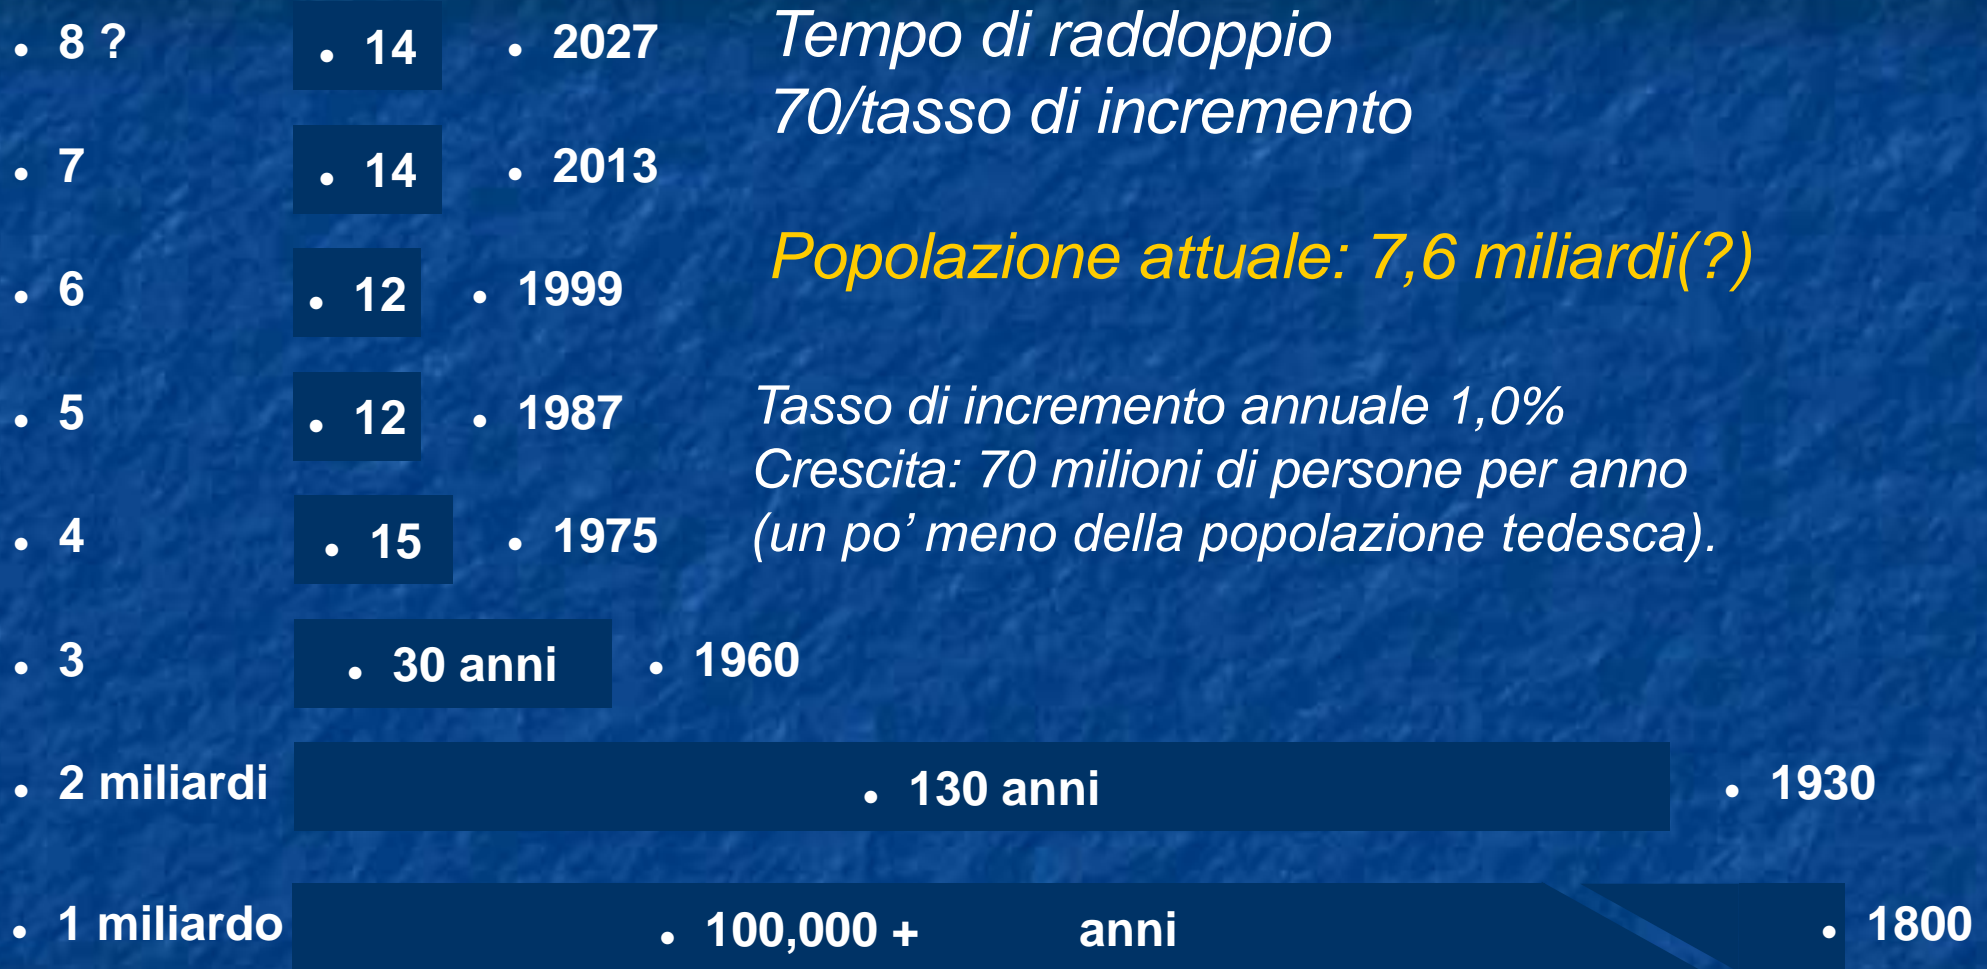 • 8 ? • 14 • 2027
Tempo di raddoppio
70/tasso di incremento
• 7 • 14 • 2013
Popolazione attuale: 7,6 miliardi(?)
• 6 • 12 • 1999
• 5 • 12 • 1987
Tasso di incremento annuale 1,0%
Crescita: 70 milioni di persone per anno
(un po’ meno della popolazione tedesca).
• 4 • 15 • 1975
• 3 • 30 anni • 1960
• 2 miliardi • 130 anni • 1930
• 1 miliardo • 100,000 + anni • 1800